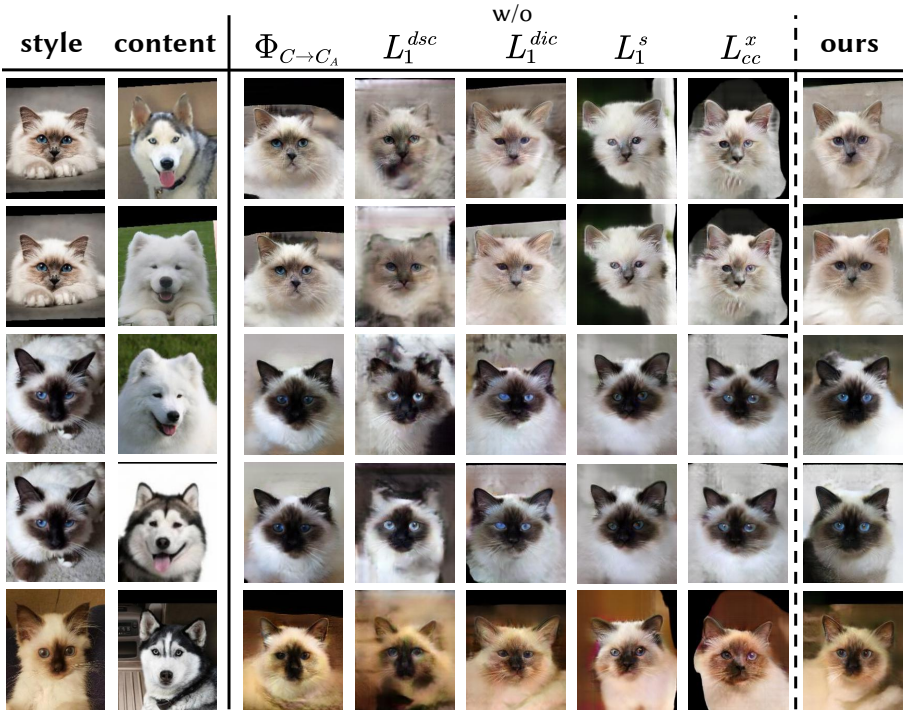 w/o
style content Φ_{C→C_A} L_1^{dsc} L_1^{dic} L_1^s L_{cc}^x ours